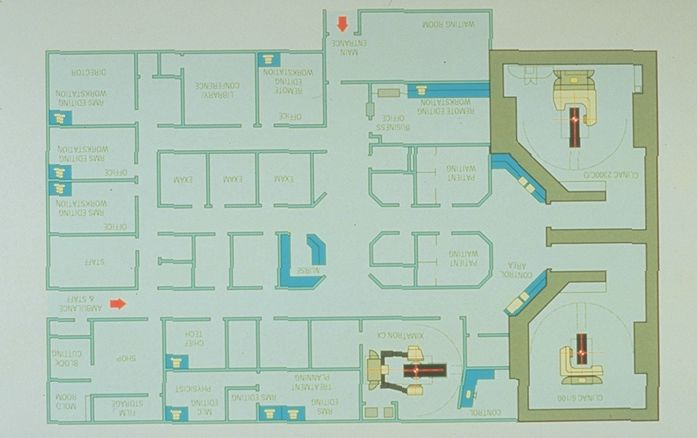 WAITING ROOM
MAIN
ENTRANCE
DIRECTOR
RMS EDITING
WORKSTATION
LIBRARY/
CONFERENCE
REMOTE
EDITING
WORKSTATION
OFFICE
BUSINESS
OFFICE
REMOTE EDITING
WORKSTATION
RMS EDITING
WORKSTATION
OFFICE
RMS EDITING
WORKSTATION
OFFICE
EXAM
EXAM
EXAM
PATIENT
WAITING
CLINAC 2300C/D
STAFF
NURSE
PATIENT
WAITING
CONTROL
AREA
AMBULANCE
& STAFF
BLOCK
CUTTING
SHOP
CHIEF
TECH
XIMATRON CX
MOLD
ROOM
FILM
STORAGE
PHYSICIST
MLC
EDITING
RMS EDITING
TREATMENT
PLANNING
RMS
EDITING
CONTROL
CLINAC 6/100